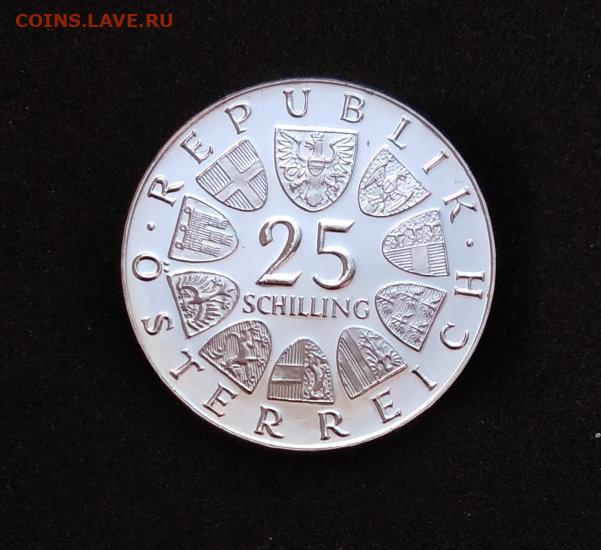 COINS.LAVE.RU
· REPUBLIK ·
25
SCHILLING
ÖSTERREICH